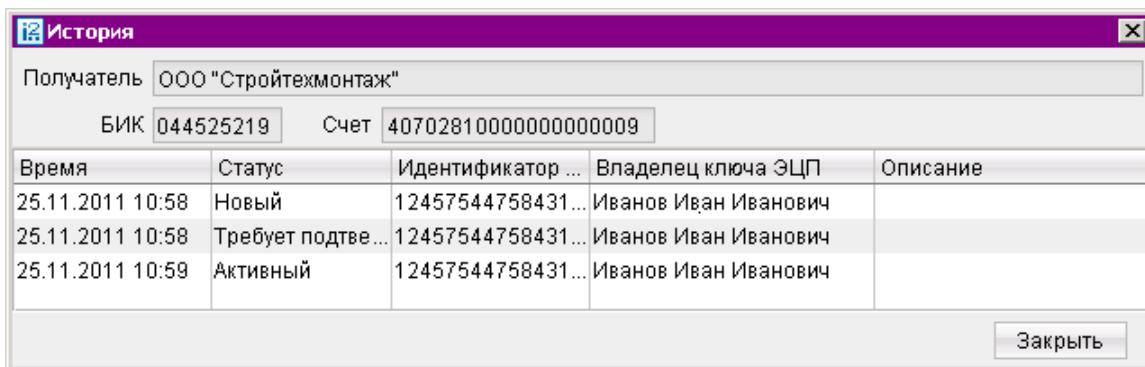 История
Получатель ООО "Стройтехмонтаж"
БИК 044525219 Счет 40702810000000000009
Время Статус Идентификатор ... Владелец ключа ЭЦП Описание
25.11.2011 10:58 Новый 12457544758431... Иванов Иван Иванович
25.11.2011 10:58 Требует подтве... 12457544758431... Иванов Иван Иванович
25.11.2011 10:59 Активный 12457544758431... Иванов Иван Иванович
Закрыть